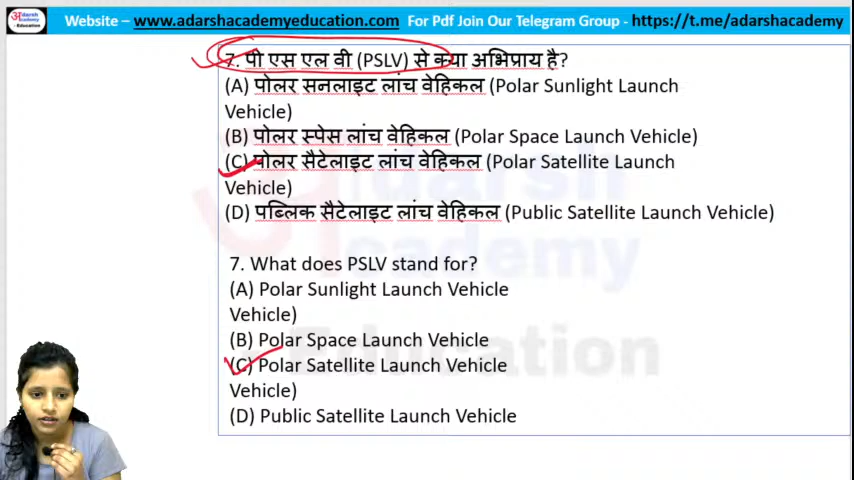 Adarsh Academy
- Education
Website – www.adarshacademyeducation.com For Pdf Join Our Telegram Group - https://t.me/adarshacademy
7. पी एस एल वी (PSLV) से क्या अभिप्राय है?
(A) पोलर सनलाइट लांच वेहिकल (Polar Sunlight Launch
Vehicle)
(B) पोलर स्पेस लांच वेहिकल (Polar Space Launch Vehicle)
(C) पोलर सैटेलाइट लांच वेहिकल (Polar Satellite Launch
Vehicle)
(D) पब्लिक सैटेलाइट लांच वेहिकल (Public Satellite Launch Vehicle)
7. What does PSLV stand for?
(A) Polar Sunlight Launch Vehicle
Vehicle)
(B) Polar Space Launch Vehicle
(C) Polar Satellite Launch Vehicle
Vehicle)
(D) Public Satellite Launch Vehicle